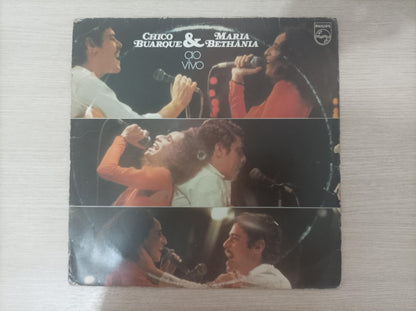 CHICO BUARQUE & MARIA BETHÂNIA
ao vivo
PHILIPS